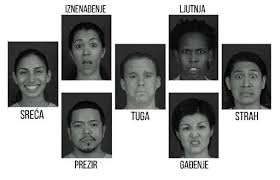 IZNENAĐENJE
LJUTNJA
SREĆA
TUGA
STRAH
PREZIR
GAĐENJE